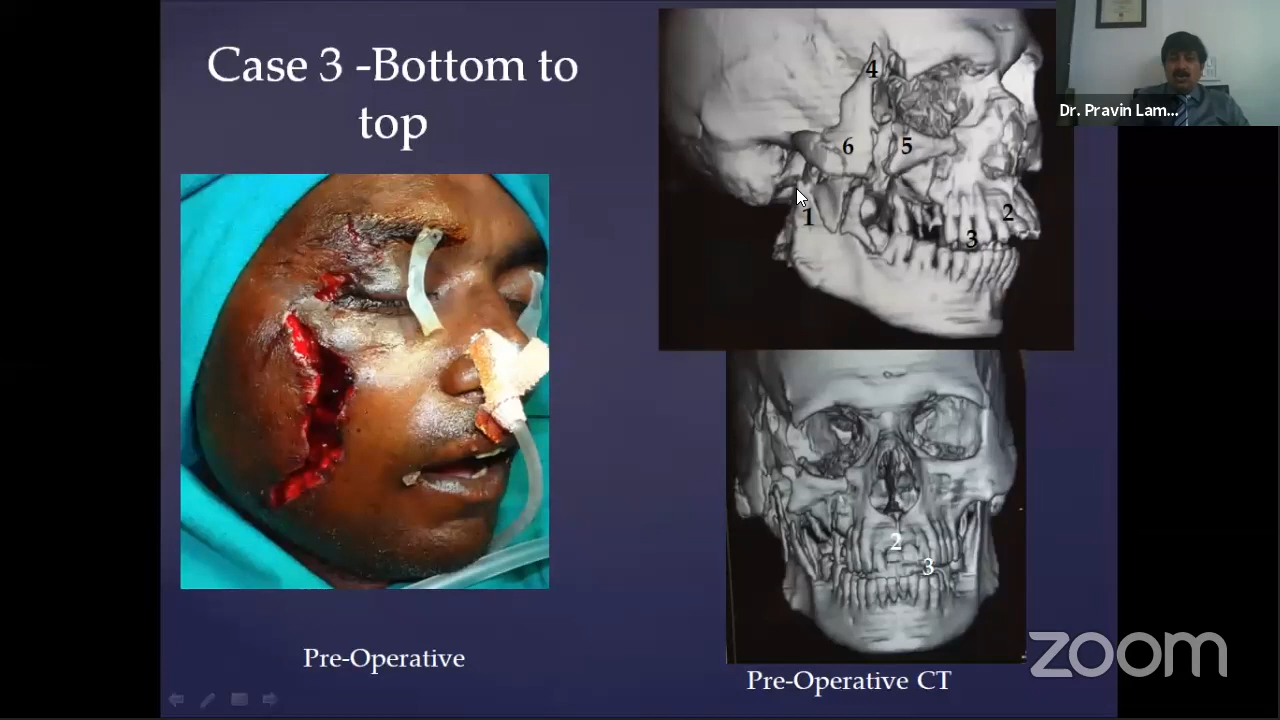 Case 3 -Bottom to
top
4
6
5
1
2
3
Dr. Pravin Lam...
2
3
Pre-Operative
Pre-Operative CT
zoom